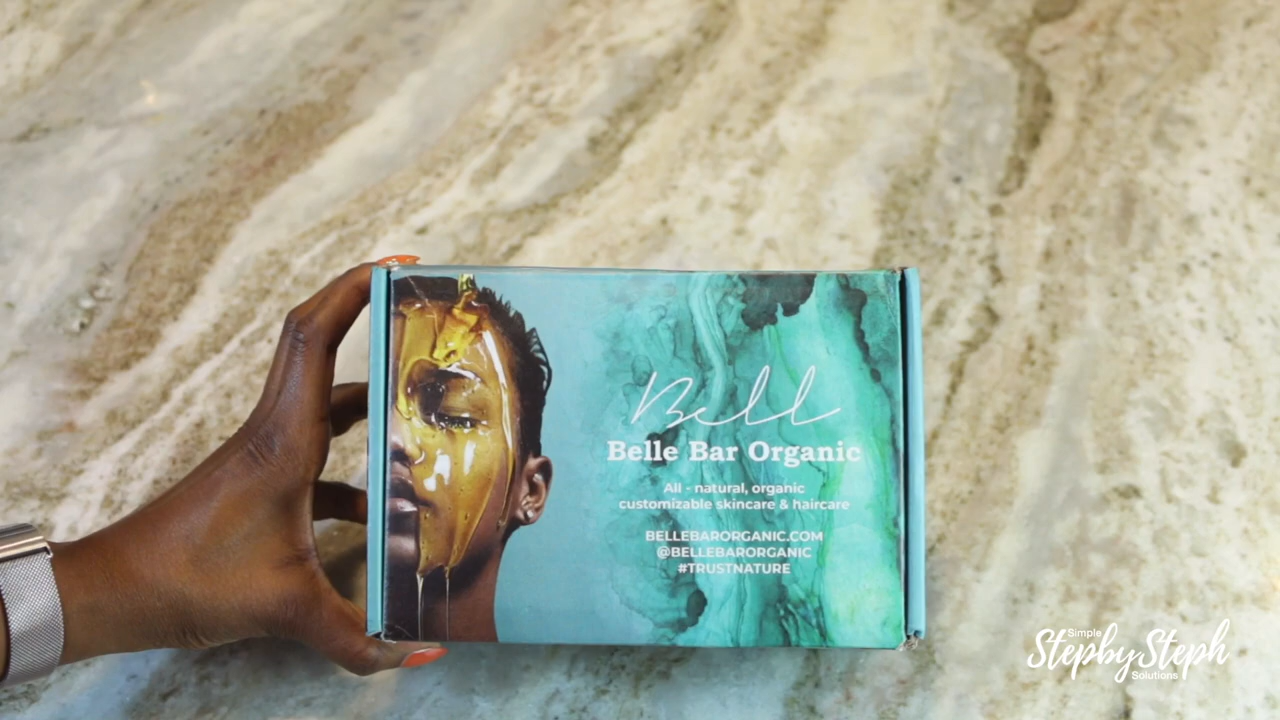 Bell
Belle Bar Organic
All - natural, organic
customizable skincare & haircare
BELLEBARORGANIC.COM
@BELLEBARORGANIC
#TRUSTNATURE
Simple
StepbySteph
Solutions